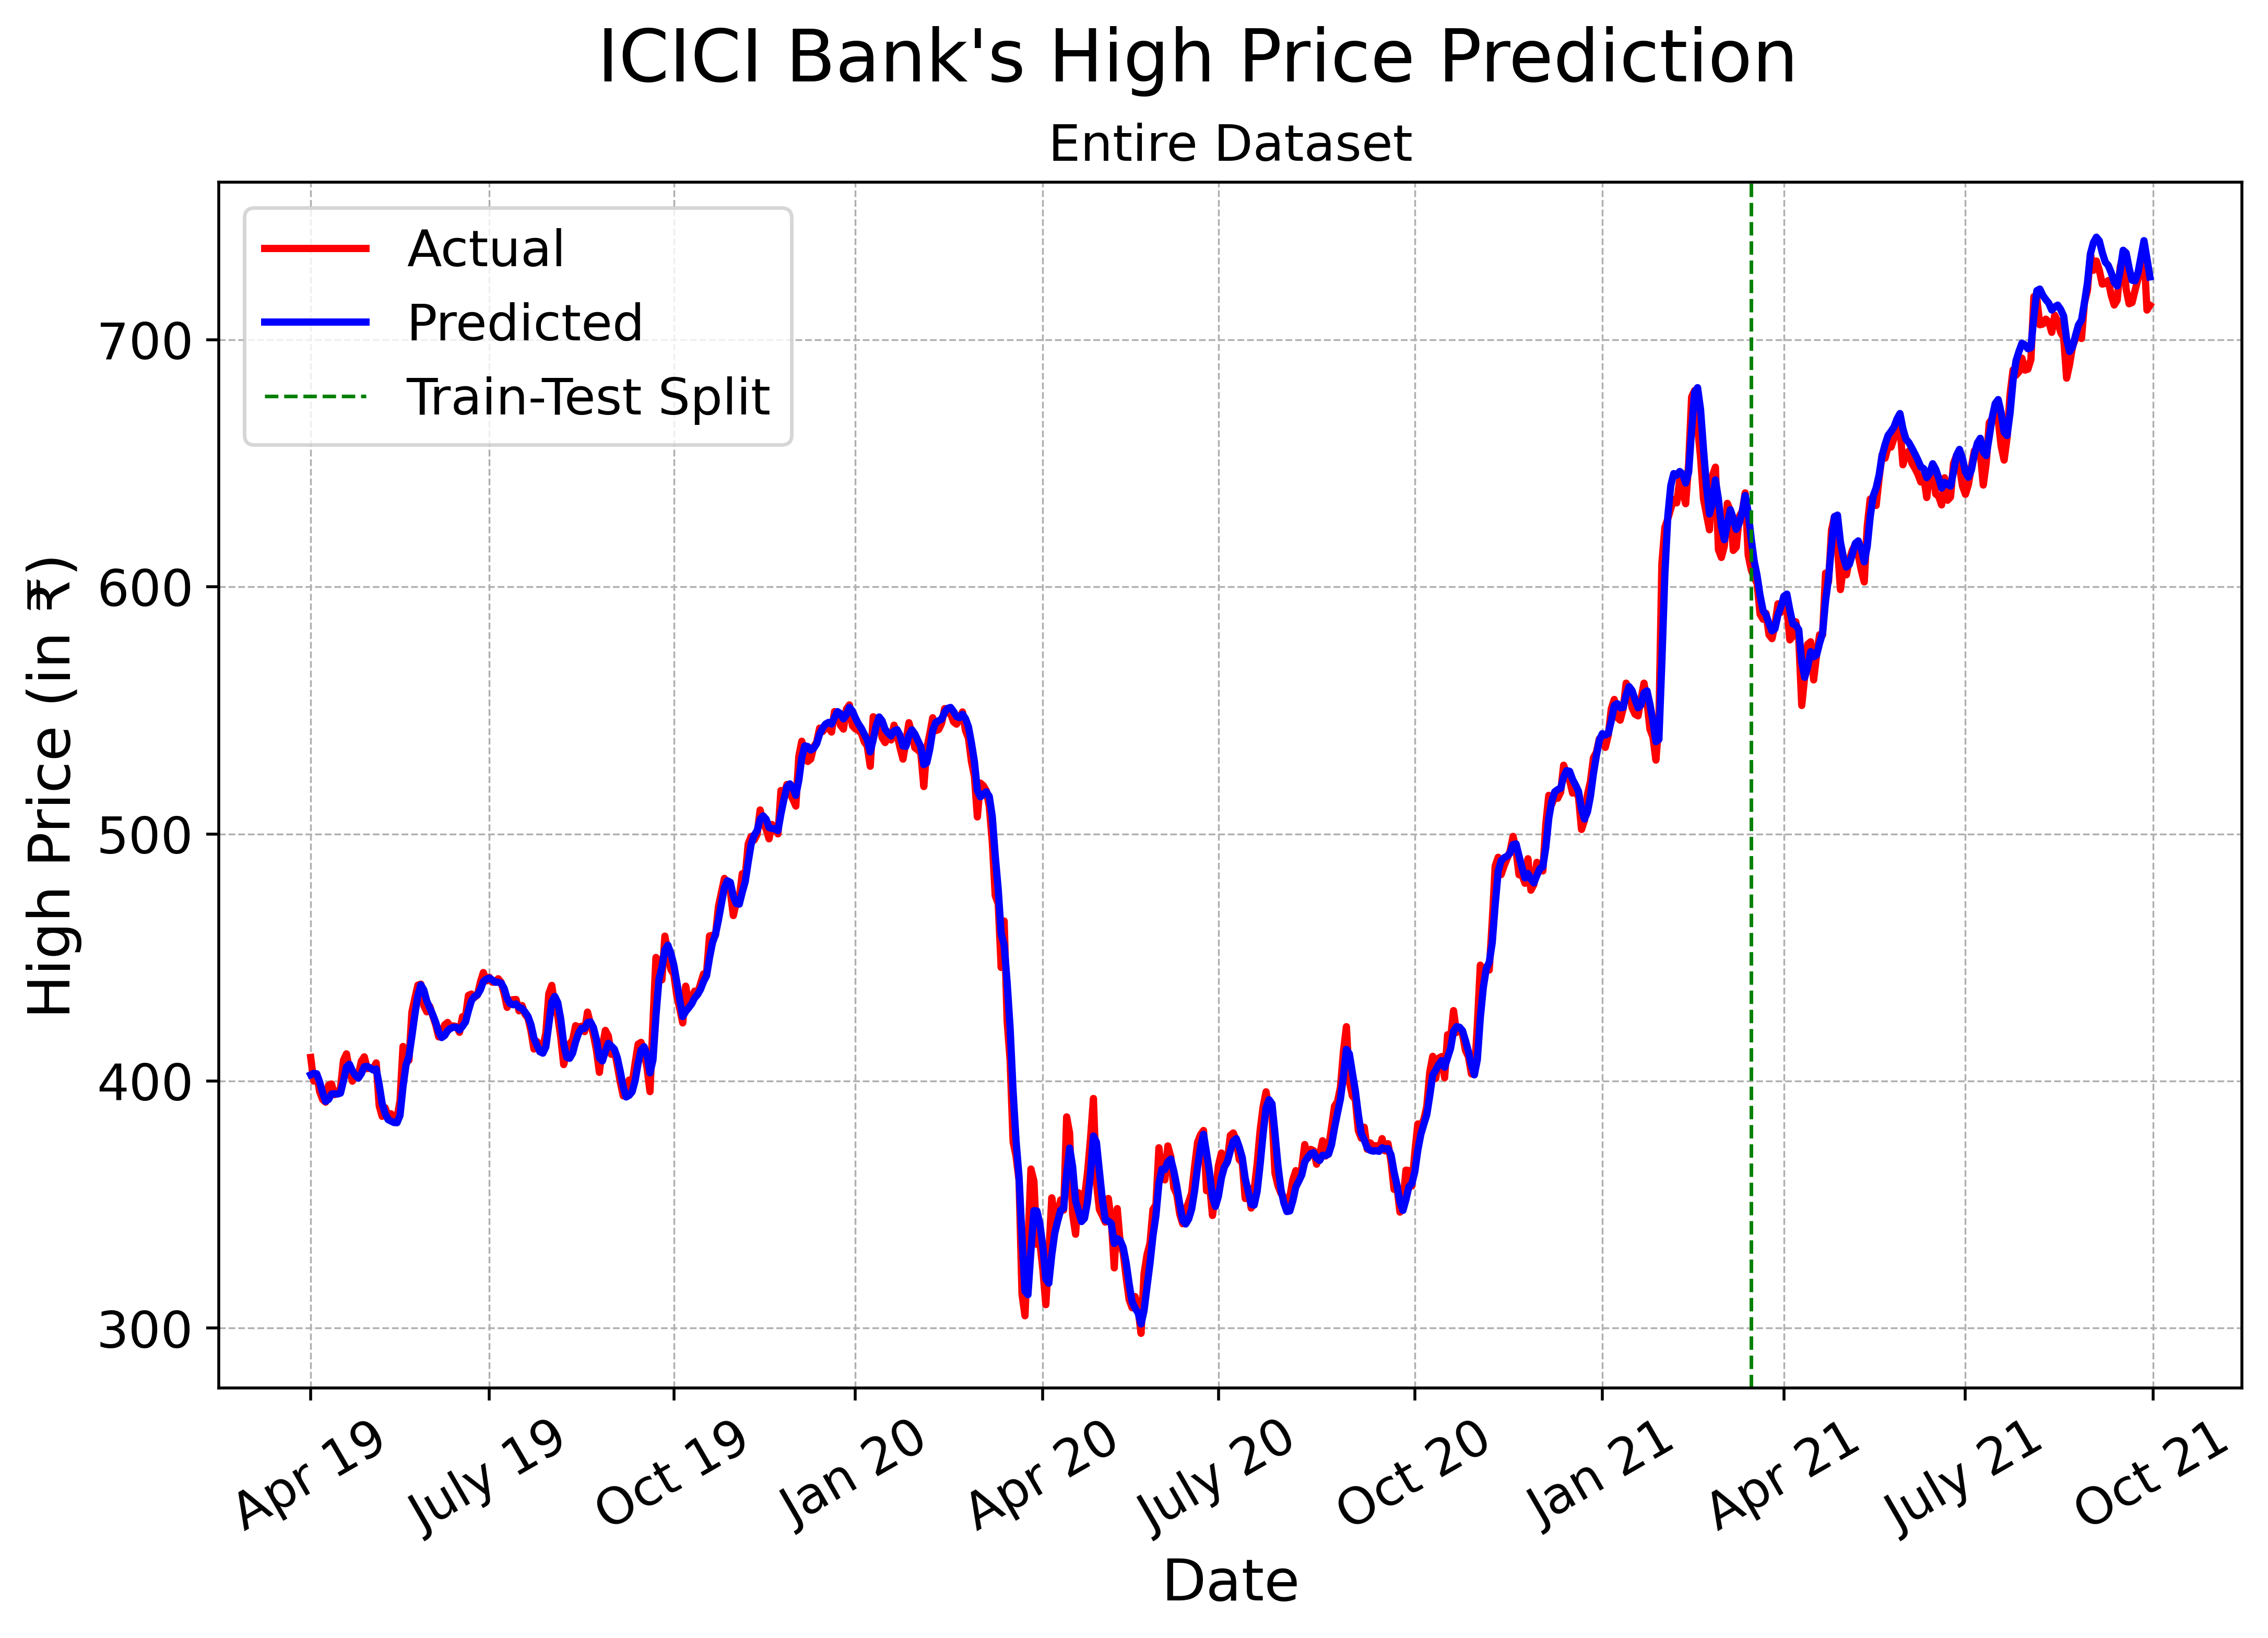 ICICI Bank's High Price Prediction
Entire Dataset
Actual
Predicted
Train-Test Split
High Price (in ₹)
700
600
500
400
300
Apr 19
July 19
Oct 19
Jan 20
Apr 20
July 20
Oct 20
Jan 21
Apr 21
July 21
Oct 21
Date